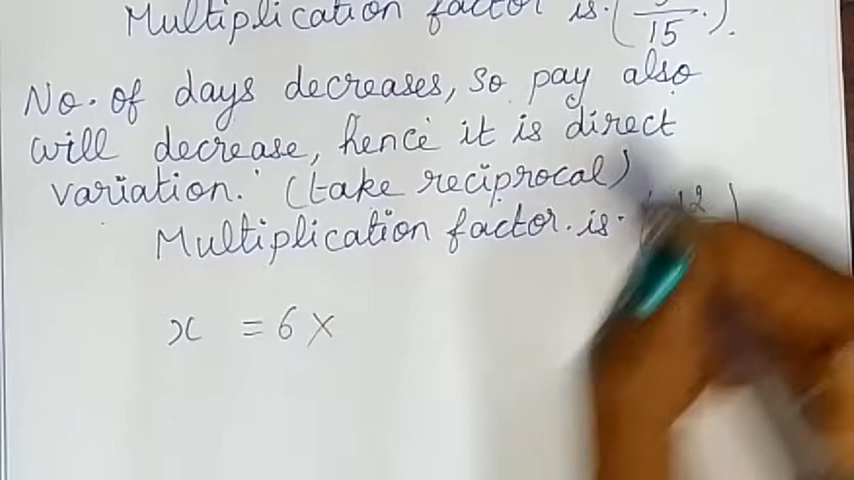 Multiplication factor is. ( /15 . ).
No. of days decreases, so pay also
will decrease, hence it is direct
variation. (take reciprocal)
Multiplication factor. is. ( 12 )
x = 6 ×